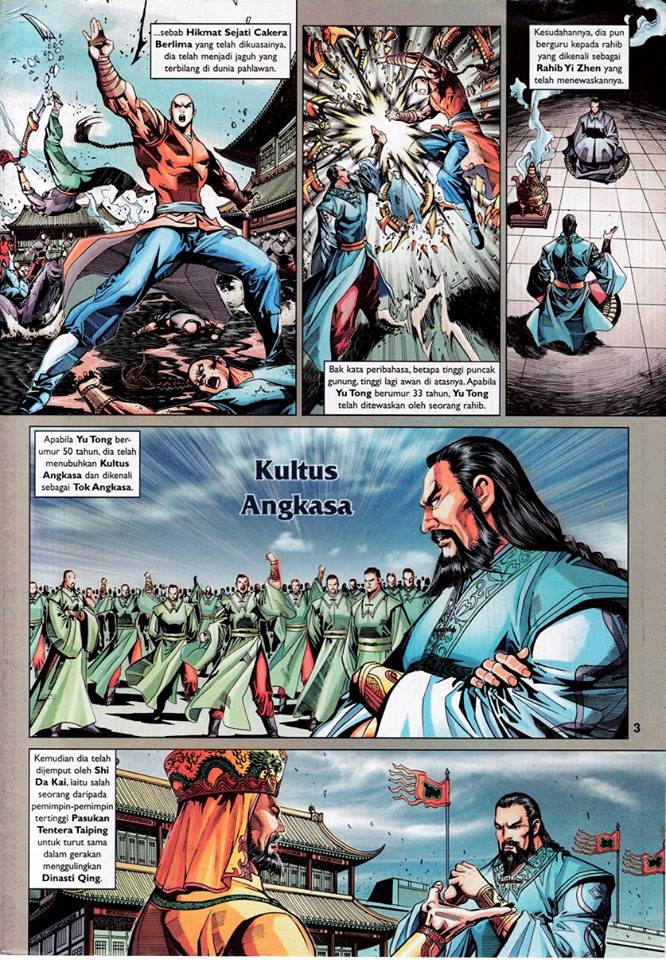 ...sebab Hikmat Sejati Cakera
Berlima yang telah dikuasainya,
dia telah menjadi jaguh yang
terbilang di dunia pahlawan.
Bak kata peribahasa, betapa tinggi puncak
gunung, tinggi lagi awan di atasnya. Apabila
Yu Tong berumur 33 tahun, Yu Tong
telah ditewaskan oleh seorang rahib.
Kesudahannya, dia pun
berguru kepada rahib
yang dikenali sebagai
Rahib Yi Zhen yang
telah menewaskannya.
Apabila Yu Tong ber-
umur 50 tahun, dia telah
menubuhkan Kultus
Angkasa dan dikenali
sebagai Tok Angkasa.
Kultus
Angkasa
3
Kemudian dia telah
dijemput oleh Shi
Da Kai, iaitu salah
seorang daripada
pemimpin-pemimpin
tertinggi Pasukan
Tentera Taiping
untuk turut sama
dalam gerakan
menggulingkan
Dinasti Qing.